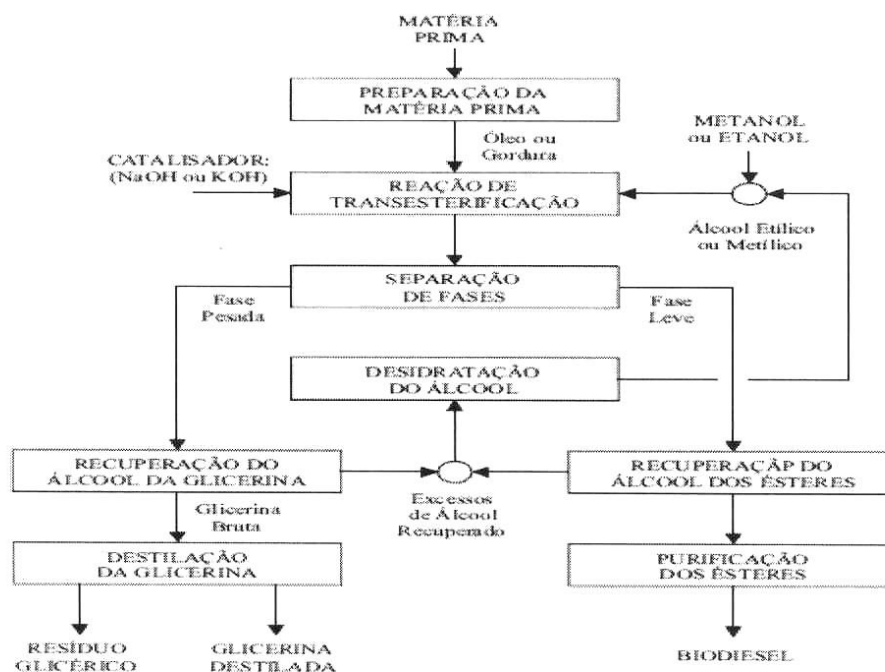 MATÉRIA
PRIMA
PREPARAÇÃO DA
MATÉRIA PRIMA
METANOL
ou ETANOL
Óleo ou
Gordura
CATALISADOR:
(NaOH ou KOH)
REAÇÃO DE
TRANSESTERIFICAÇÃO
Álcool Etílico
ou Metílico
SEPARAÇÃO
DE FASES
Fase
Pesada
Fase
Leve
DESIDRATAÇÃO
DO ÁLCOOL
RECUPERAÇÃO DO
ÁLCOOL DA GLICERINA
RECUPERAÇÃP DO
ÁLCOOL DOS ÉSTERES
Excessos
de Álcool
Recuperado
Glicerina
Bruta
DESTILAÇÃO
DA GLICERINA
PURIFICAÇÃO
DOS ÉSTERES
RESÍDUO
GLICÉRICO
GLICERINA
DESTILADA
BIODIESEL